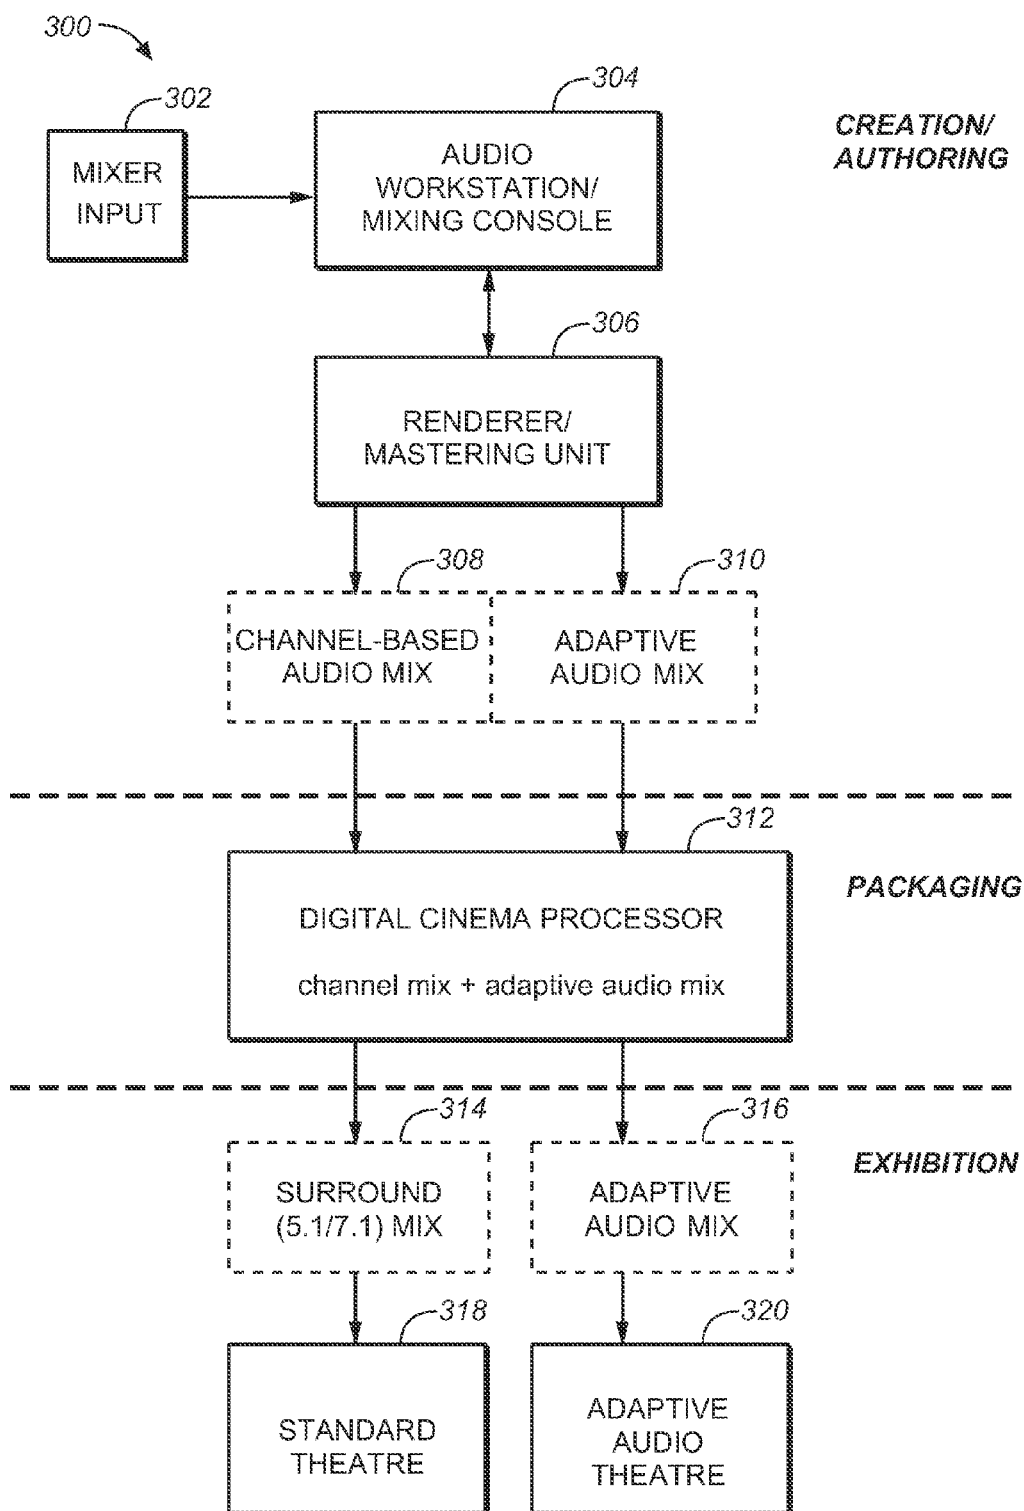 300
302
304
MIXER
INPUT
AUDIO
WORKSTATION/
MIXING CONSOLE
CREATION/
AUTHORING
306
RENDERER/
MASTERING UNIT
308
310
CHANNEL-BASED
AUDIO MIX
ADAPTIVE
AUDIO MIX
312
DIGITAL CINEMA PROCESSOR
channel mix + adaptive audio mix
PACKAGING
314
316
SURROUND
(5.1/7.1) MIX
ADAPTIVE
AUDIO MIX
EXHIBITION
318
320
STANDARD
THEATRE
ADAPTIVE
AUDIO
THEATRE